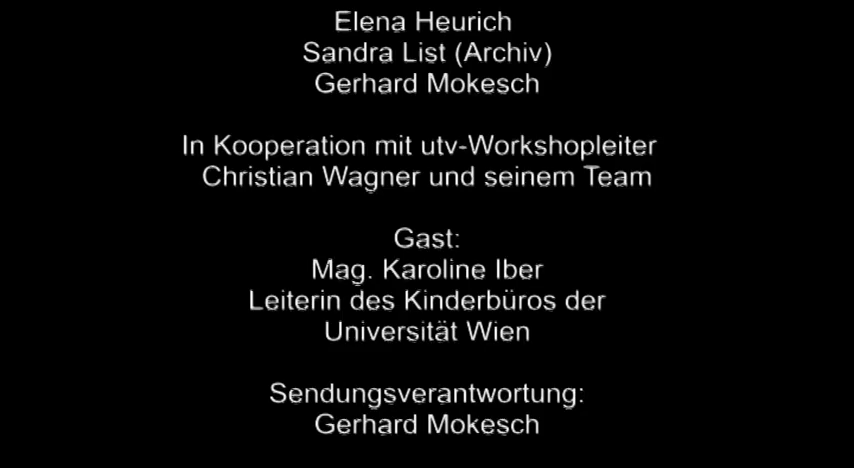 Elena Heurich
Sandra List (Archiv)
Gerhard Mokesch
In Kooperation mit utv-Workshopleiter
Christian Wagner und seinem Team
Gast:
Mag. Karoline Iber
Leiterin des Kinderbüros der
Universität Wien
Sendungsverantwortung:
Gerhard Mokesch